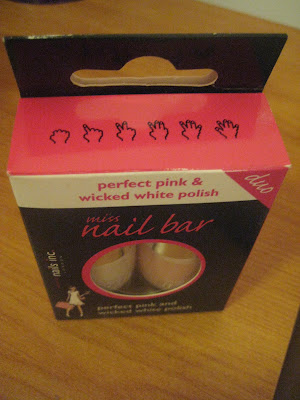 perfect pink &
wicked white polish
duo
miss
nail bar
nails inc
perfect pink and
wicked white polish